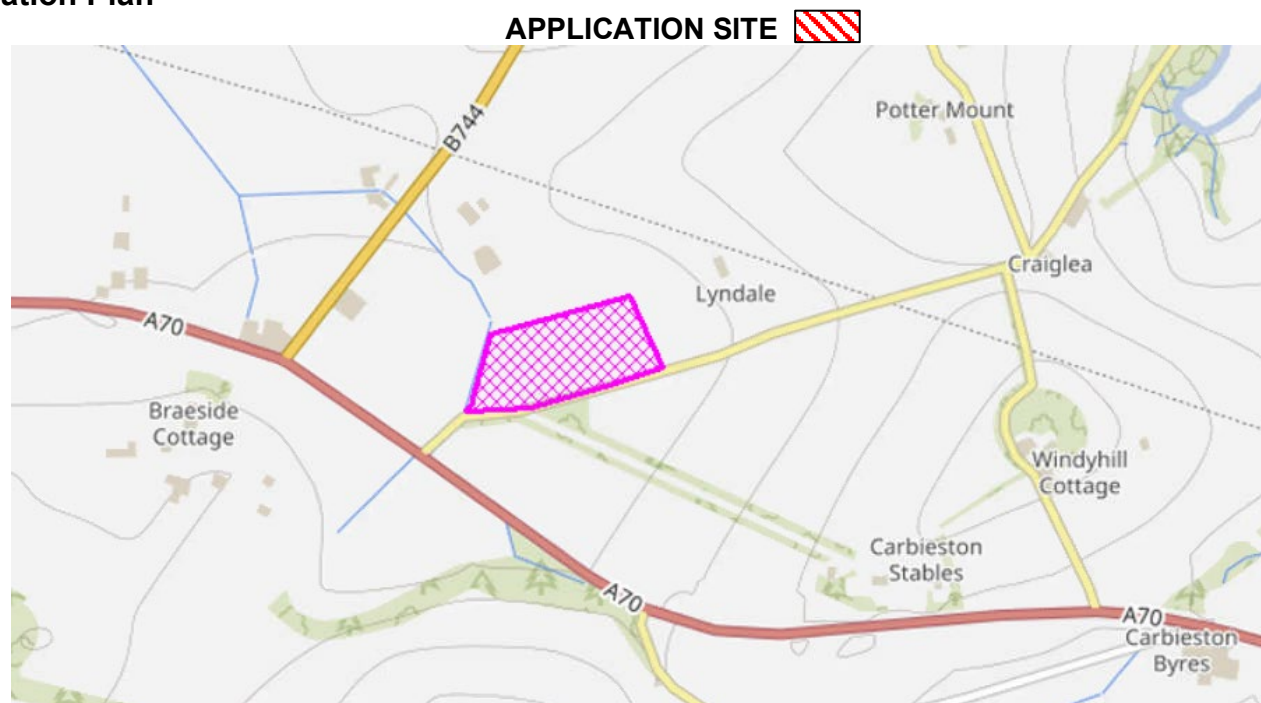 APPLICATION SITE
B744
Potter Mount
Craiglea
Lyndale
A70
Braeside
Cottage
Windyhill
Cottage
Carbieston
Stables
A70
A70
Carbieston
Byres